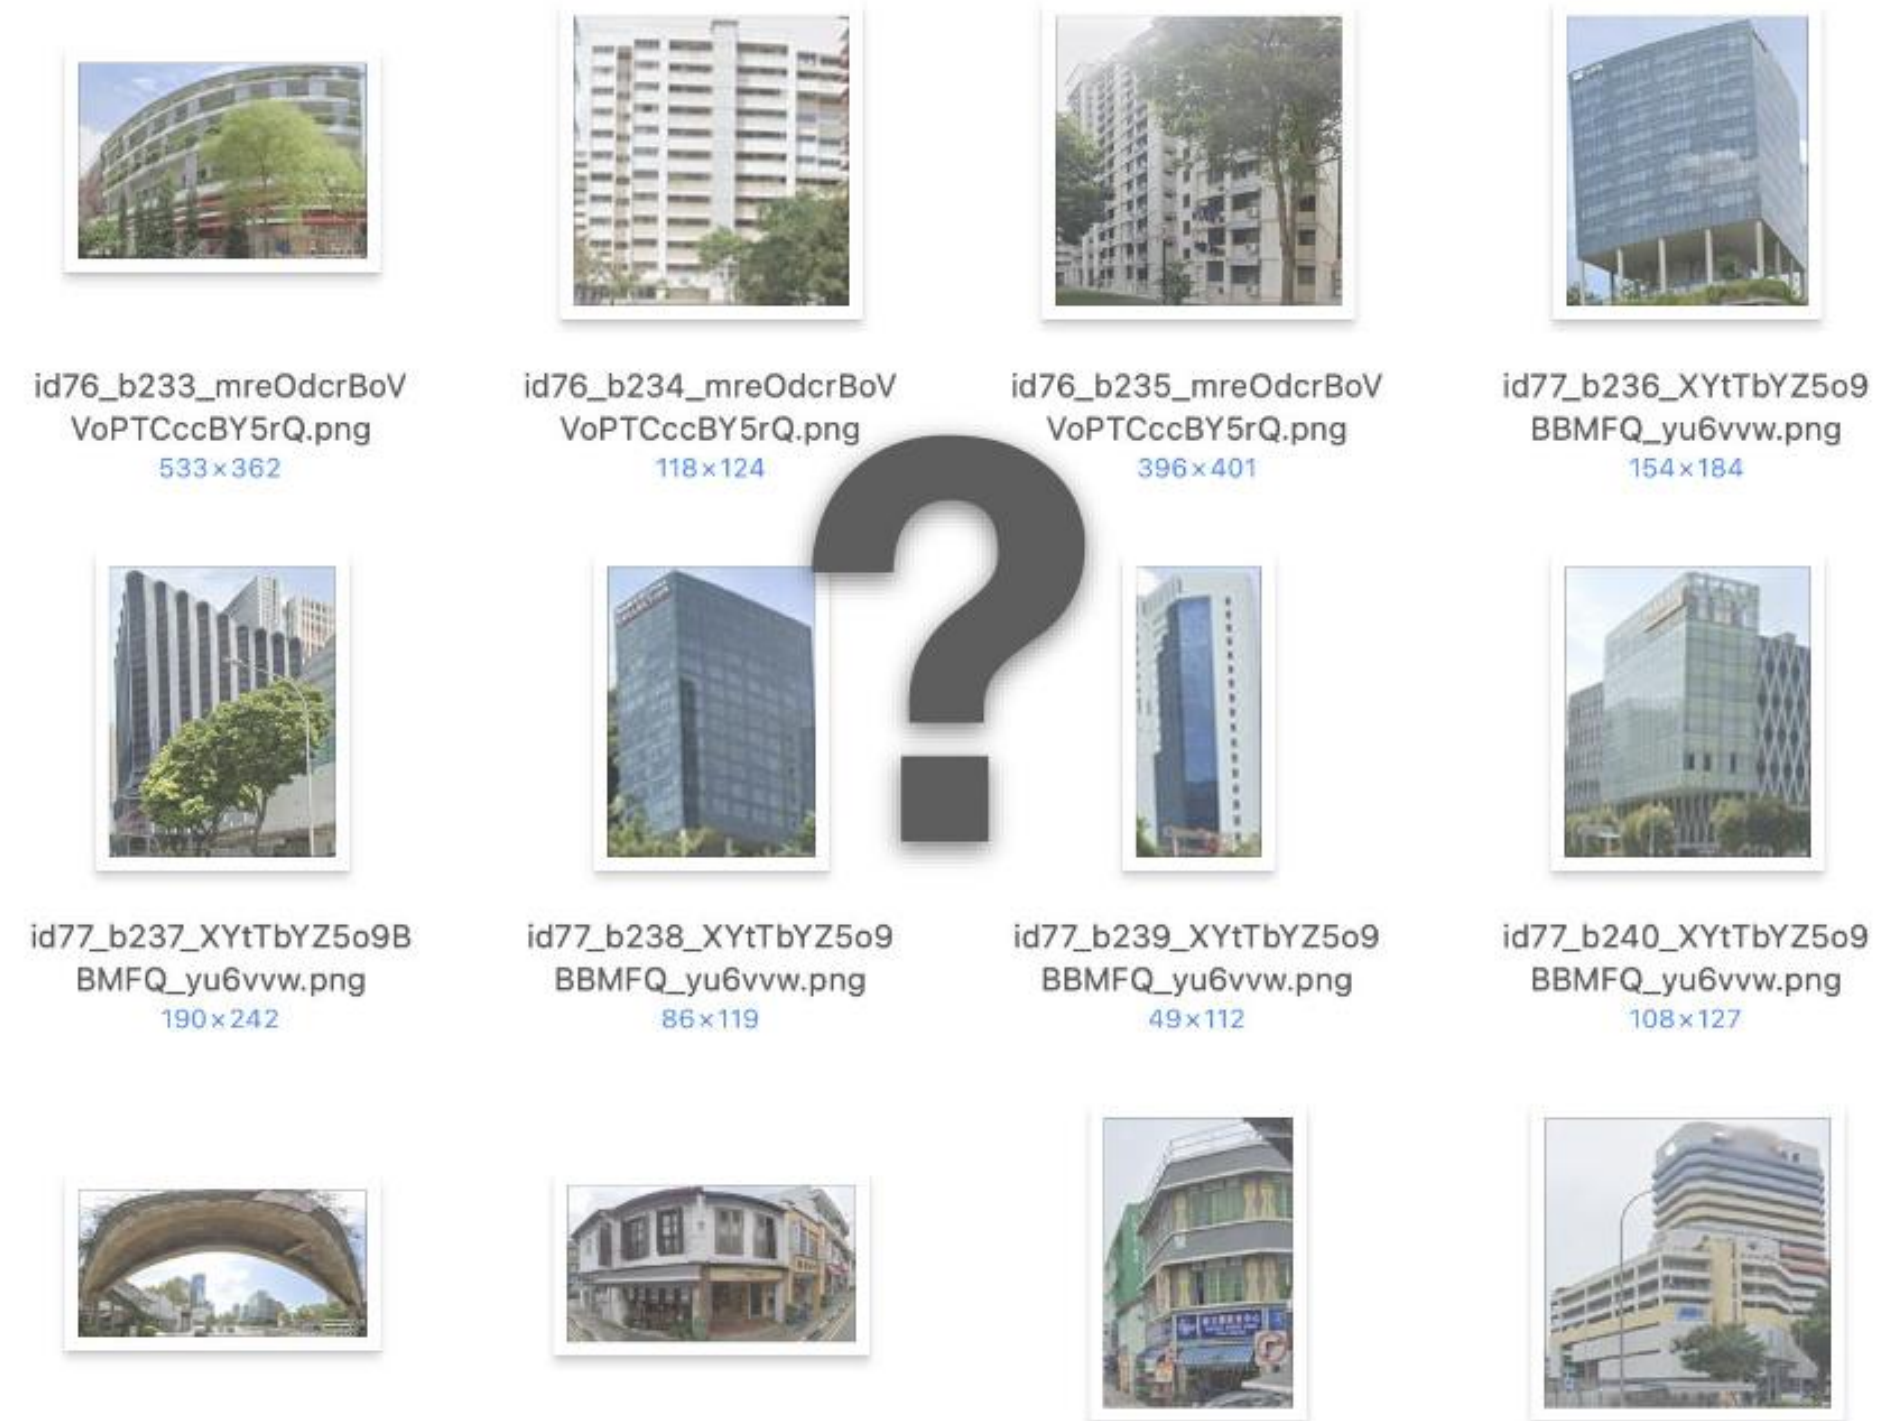 id76_b233_mreOdcrBoV
VoPTCccBY5rQ.png
533×362
id76_b234_mreOdcrBoV
VoPTCccBY5rQ.png
118×124
id76_b235_mreOdcrBoV
VoPTCccBY5rQ.png
396×401
id77_b236_XYtTbYZ5o9
BBMFQ_yu6vvw.png
154×184
?
id77_b237_XYtTbYZ5o9B
BMFQ_yu6vvw.png
190×242
id77_b238_XYtTbYZ5o9
BBMFQ_yu6vvw.png
86×119
id77_b239_XYtTbYZ5o9
BBMFQ_yu6vvw.png
49×112
id77_b240_XYtTbYZ5o9
BBMFQ_yu6vvw.png
108×127